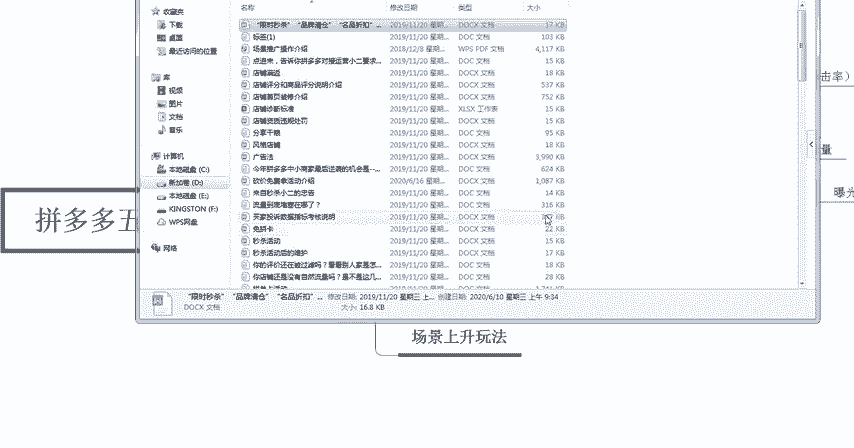 名称 修改日期 类型 大小
"限时秒杀" "品牌清仓" "名品折扣"... 2019/11/20 星期... DOCX 文档 17 KB
标签(1) 2019/11/20 星期... DOC 文档 103 KB
场景推广操作介绍 2018/12/8 星期... WPS PDF 文档 4,117 KB
点进来，告诉你拼多多对接运营小二要求... 2019/11/20 星期... DOC 文档 15 KB
店铺满返 2019/11/20 星期... DOCX 文档 18 KB
店铺评分和商品评分说明介绍 2019/11/20 星期... DOCX 文档 537 KB
店铺首页装修介绍 2019/11/20 星期... DOCX 文档 752 KB
店铺诊断标准 2019/11/20 星期... XLSX 工作表 15 KB
店铺资质违规处罚 2019/11/20 星期... DOC 文档 15 KB
分享干粮 2019/11/20 星期... DOC 文档 95 KB
风格店铺 2019/11/20 星期... DOC 文档 18 KB
广告法 2019/11/20 星期... DOCX 文档 3,990 KB
今年拼多多中小商家最后逆袭的机会是--... 2019/11/20 星期... DOC 文档 624 KB
砍价免费拿活动介绍 2020/6/16 星期... DOCX 文档 1,087 KB
来自秒杀小二的忠告 2019/11/20 星期... DOCX 文档 14 KB
流量到底堵塞在哪了？ 2019/11/20 星期... DOC 文档 316 KB
买家投诉数据指标考核说明 2019/11/20 星期... DOCX 文档
免拼卡 2019/11/20 星期... DOCX 文档 22 KB
秒杀活动 2019/11/20 星期... DOCX 文档 15 KB
秒杀活动后的维护 2019/11/20 星期... DOCX 文档 17 KB
你的评价还在被过滤吗？看看别人家是怎... 2019/11/20 星期... DOC 文档 18 KB
你店铺还是没有自然流量吗？是不是这几... 2019/11/20 星期... DOC 文档 28 KB
收藏夹
下载
桌面
最近访问的位置
库
视频
图片
文档
音乐
计算机
本地磁盘 (C:)
新加卷 (D:)
本地磁盘 (E:)
KINGSTON (F:)
WPS网盘
网络
"限时秒杀" "品牌清仓" "名品折扣"... 修改日期: 2019/11/20 星期三 上... 创建日期: 2020/6/10 星期三 上午 9:34
DOCX 文档 大小: 16.8 KB
拼多多五
击率）
量
曝光
场景上升玩法